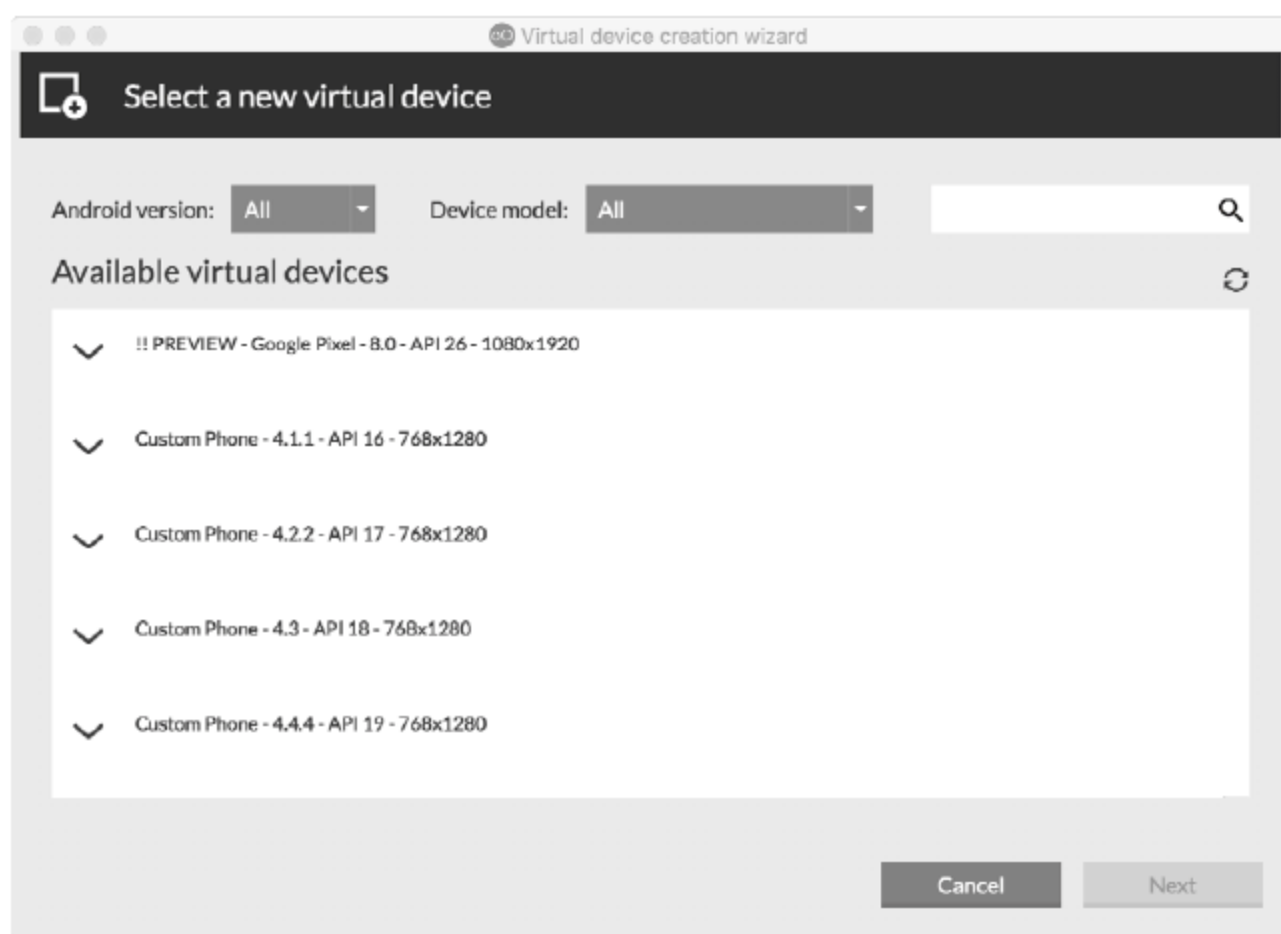 Virtual device creation wizard
Select a new virtual device
Android version: All Device model: All
Available virtual devices
!! PREVIEW - Google Pixel - 8.0 - API 26 - 1080x1920
Custom Phone - 4.1.1 - API 16 - 768x1280
Custom Phone - 4.2.2 - API 17 - 768x1280
Custom Phone - 4.3 - API 18 - 768x1280
Custom Phone - 4.4.4 - API 19 - 768x1280
Cancel Next